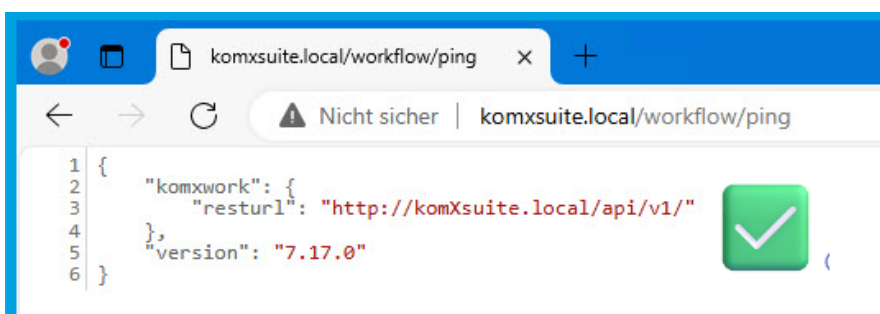 komxsuite.local/workflow/ping
Nicht sicher | komxsuite.local/workflow/ping
1 {
2 "komxwork": {
3 "resturl": "http://komXsuite.local/api/v1/"
4 },
5 "version": "7.17.0"
6 }